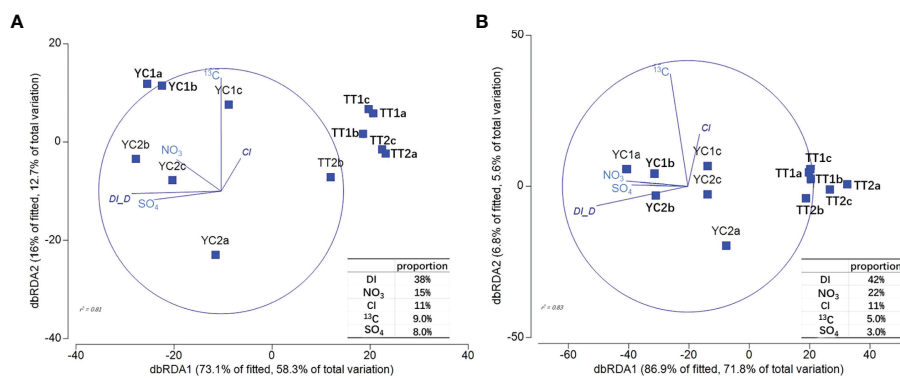 A
20
0
-20
-40
dbRDA2 (16% of fitted, 12.7% of total variation)
YC1a
YC1b
13C
YC1c
TT1c
TT1a
TT1b
TT2c
TT2a
TT2b
YC2b
NO3
CI
YC2c
DI_D
SO4
YC2a
r² = 0.81
proportion
DI 38%
NO3 15%
CI 11%
13C 9.0%
SO4 8.0%
-40 -20 0 20 40
dbRDA1 (73.1% of fitted, 58.3% of total variation)
B
50
0
-50
dbRDA2 (6.8% of fitted, 5.6% of total variation)
13C
CI
YC1a
YC1b
YC1c
TT1c
TT1a
TT1b
TT2a
NO3
SO4
YC2c
TT2c
TT2b
DI_D
YC2b
YC2a
r² = 0.83
proportion
DI 42%
NO3 22%
CI 11%
13C 5.0%
SO4 3.0%
-60 -40 -20 0 20 40
dbRDA1 (86.9% of fitted, 71.8% of total variation)